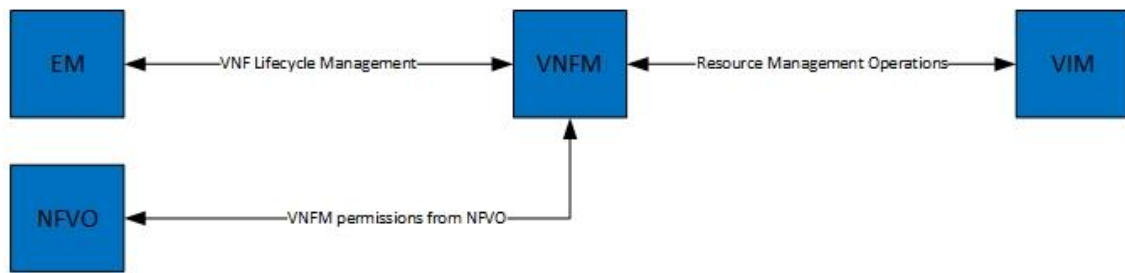 EM
VNF Lifecycle Management
VNFM
Resource Management Operations
VIM
NFVO
VNFM permissions from NFVO